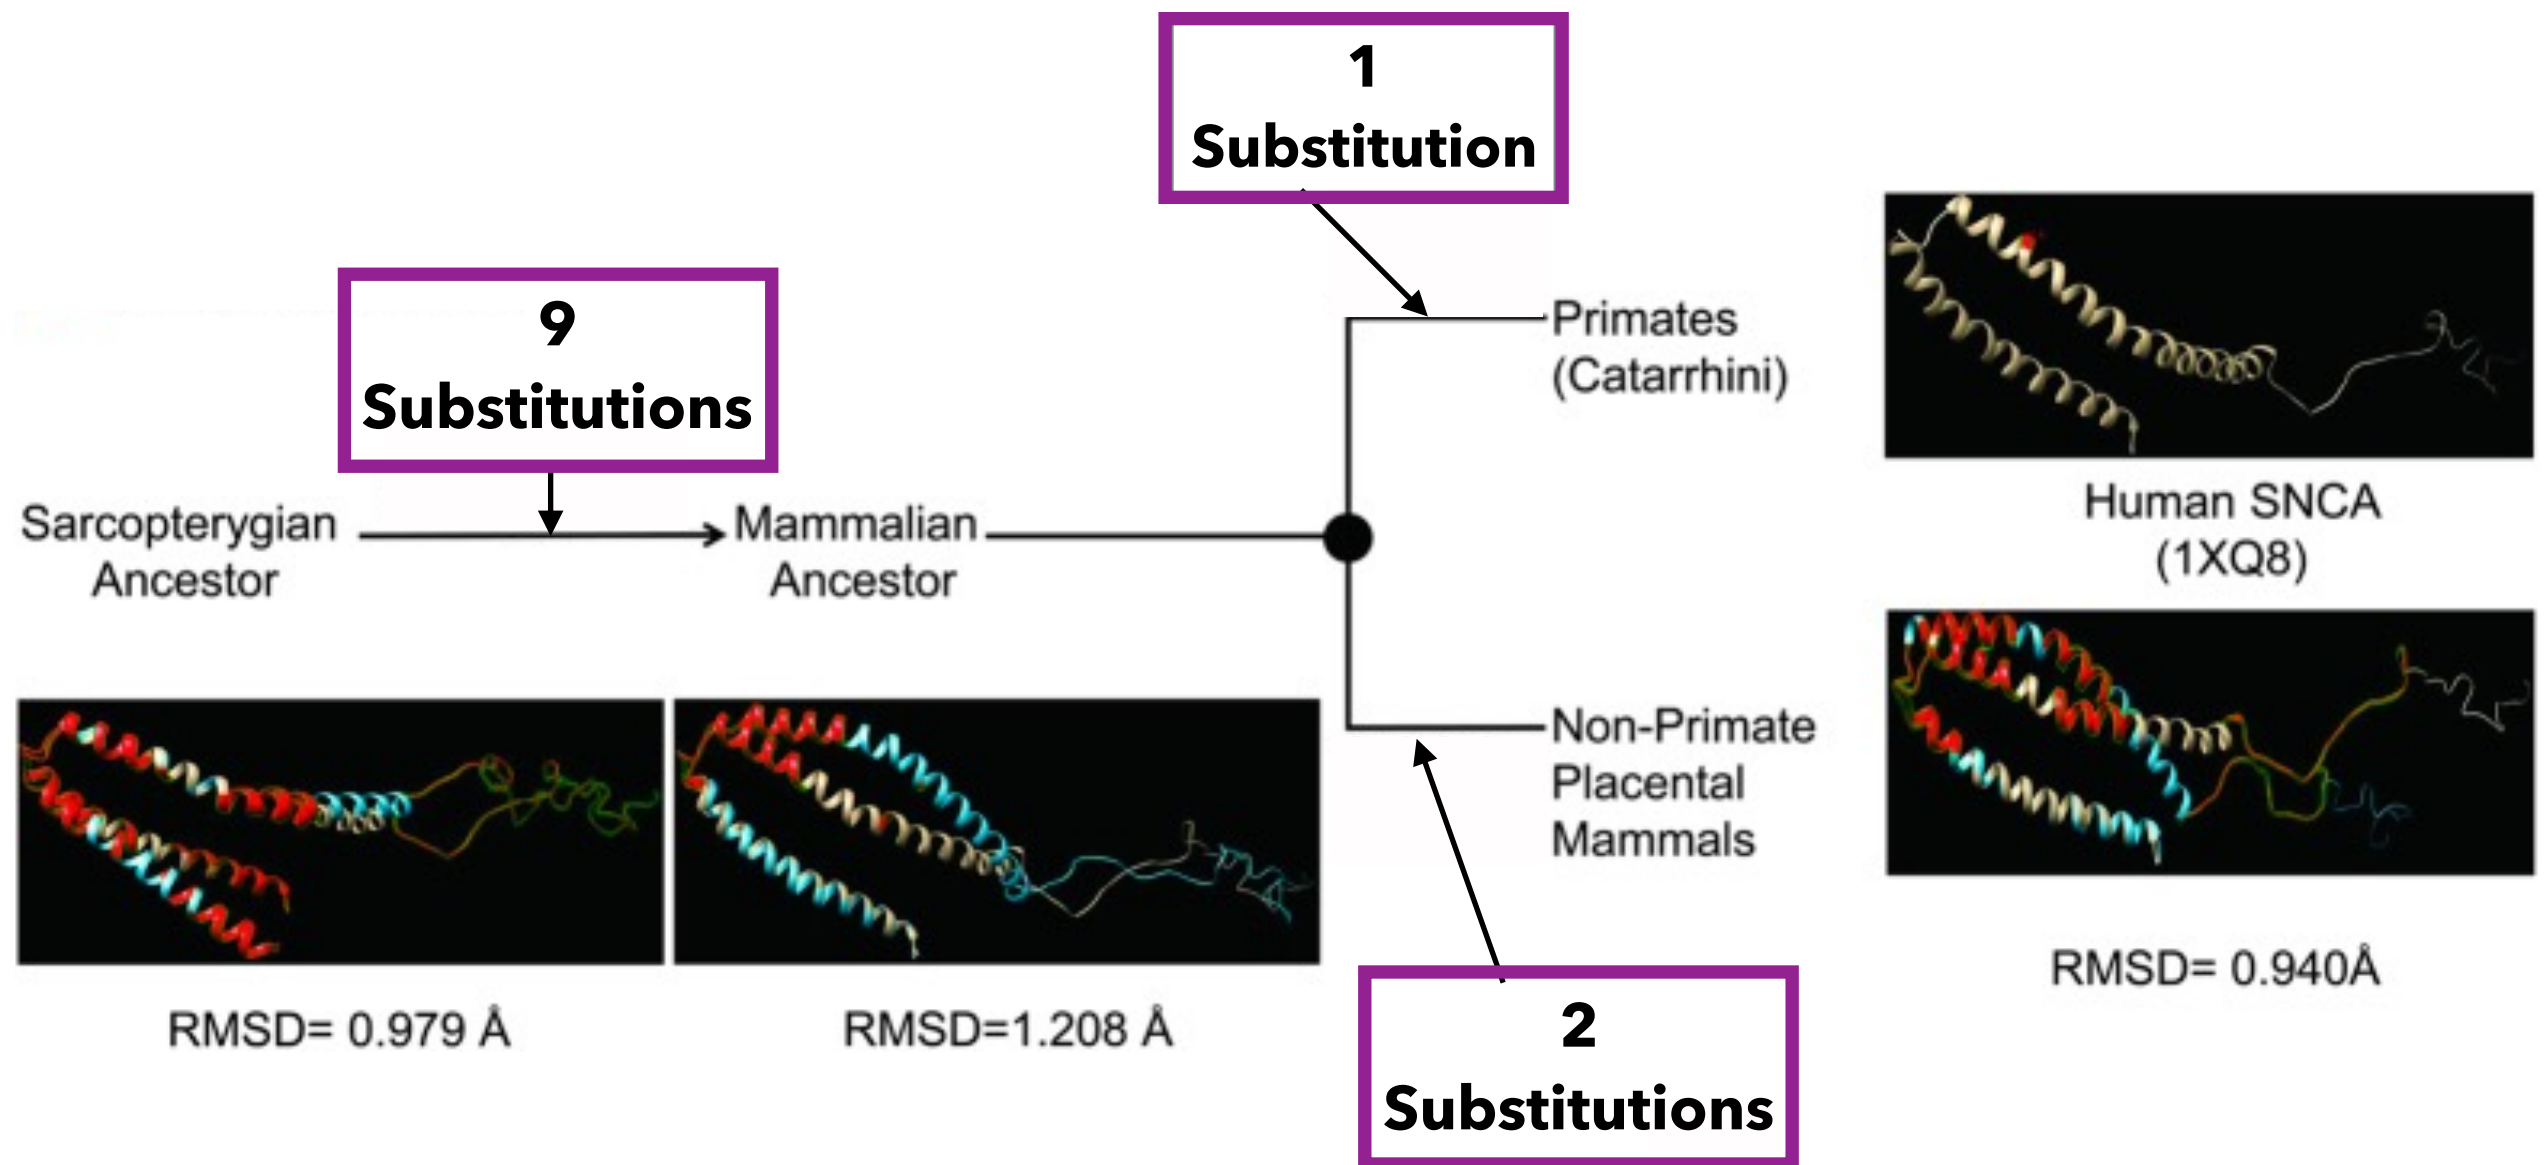 1
Substitution
9
Substitutions
Primates
(Catarrhini)
Sarcopterygian
Ancestor
Mammalian
Ancestor
Human SNCA
(1XQ8)
Non-Primate
Placental
Mammals
RMSD= 0.979 Å
RMSD=1.208 Å
RMSD= 0.940Å
2
Substitutions